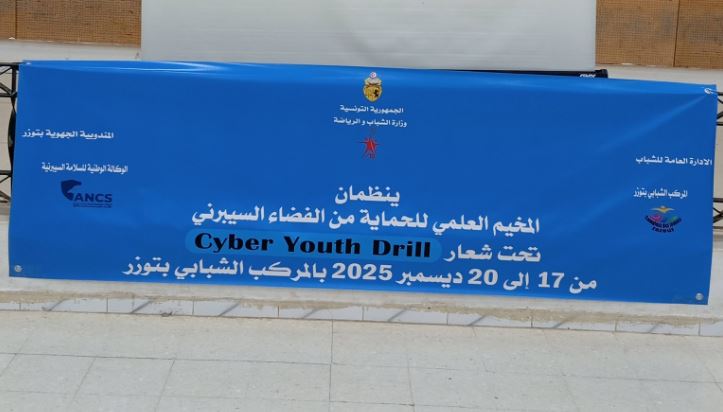 الجمهورية التونسية
وزارة الشباب و الرياضة
الادارة العامة للشباب
المندوبية الجهوية بتوزر
المركب الشبابي بتوزر
الوكالة الوطنية للسلامة السيبرنية
ANCS
ينظمان
المخيم العلمي للحماية من الفضاء السيبرني
تحت شعار Cyber Youth Drill
من 17 إلى 20 ديسمبر 2025 بالمركب الشبابي بتوزر